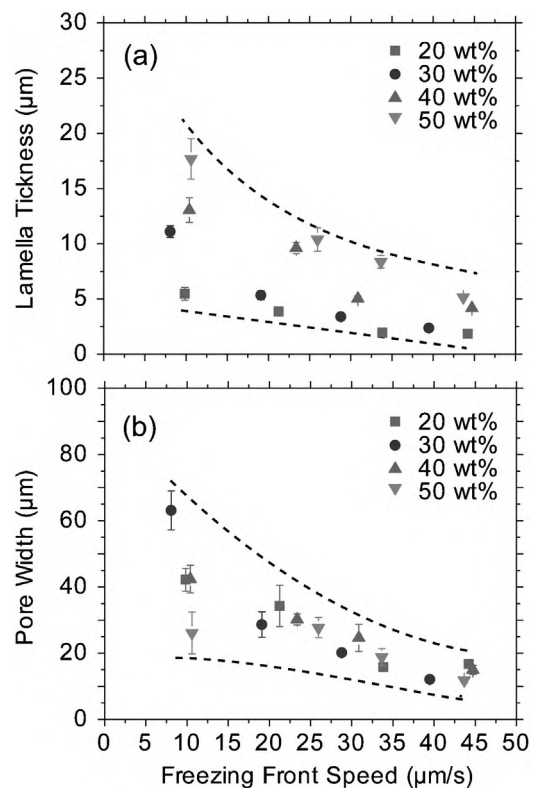 30
25
20
15
10
5
0
Lamella Tickness (μm)
(a)
20 wt%
30 wt%
40 wt%
50 wt%
100
80
60
40
20
0
Pore Width (μm)
(b)
20 wt%
30 wt%
40 wt%
50 wt%
0 5 10 15 20 25 30 35 40 45 50
Freezing Front Speed (μm/s)